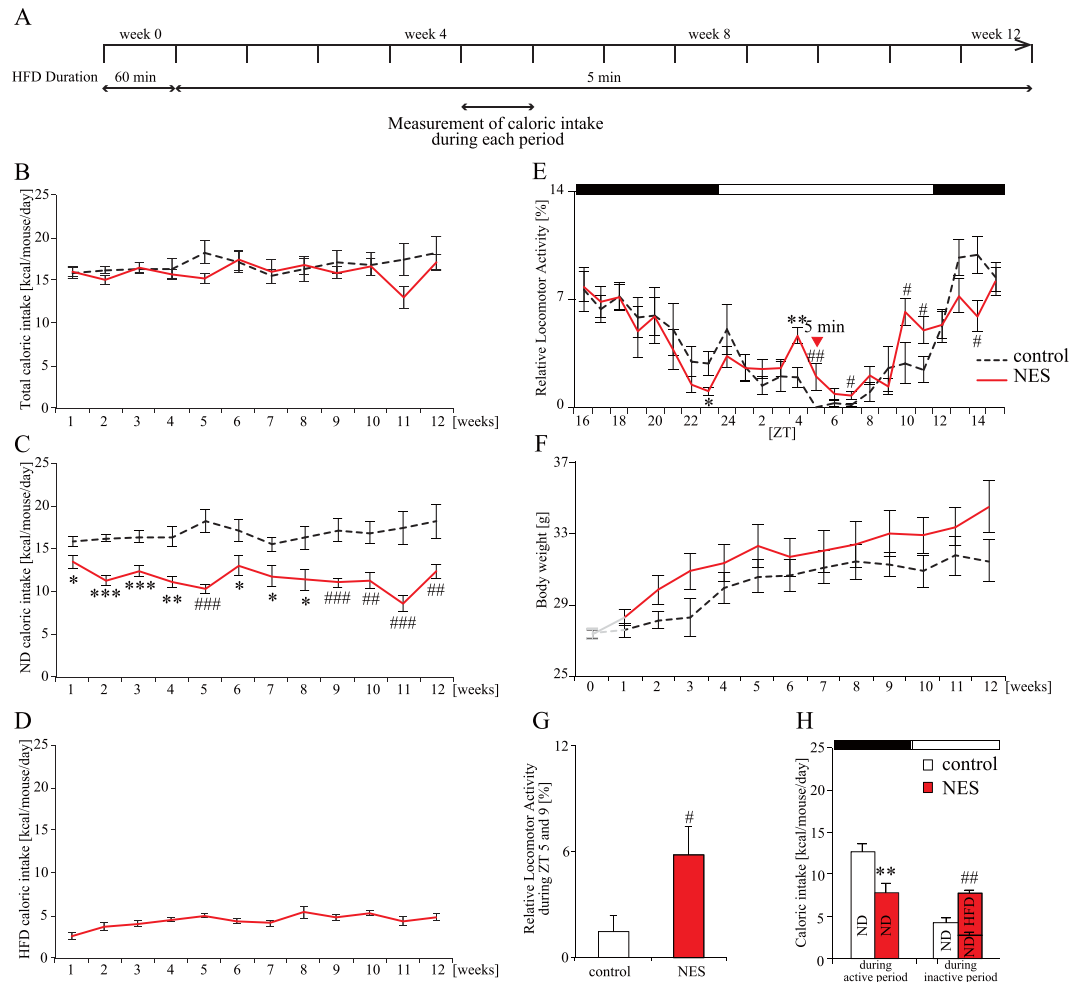 A
week 0 week 4 week 8 week 12
HFD Duration 60 min 5 min
Measurement of caloric intake
during each period
B
Total caloric intake [kcal/mouse/day]
25
20
15
10
5
0
1 2 3 4 5 6 7 8 9 10 11 12 [weeks]
E
Relative Locomotor Activity [%]
14
7
0
** 5 min
##
# # #
* #
control
NES
16 18 20 22 24 2 4 6 8 10 12 14
[ZT]
C
ND caloric intake [kcal/mouse/day]
25
20
15
10
5
0
* *** *** ** ### * * * ### ## ### ##
1 2 3 4 5 6 7 8 9 10 11 12 [weeks]
F
Body weight [g]
37
33
29
25
0 1 2 3 4 5 6 7 8 9 10 11 12 [weeks]
D
HFD caloric intake [kcal/mouse/day]
25
20
15
10
5
0
1 2 3 4 5 6 7 8 9 10 11 12 [weeks]
G
Relative Locomotor Activity
during ZT 5 and 9 [%]
12
6
0
#
control NES
H
Caloric intake [kcal/mouse/day]
25
20
15
10
5
0
control
NES
** ##
ND ND ND ND HFD
during
active period
during
inactive period